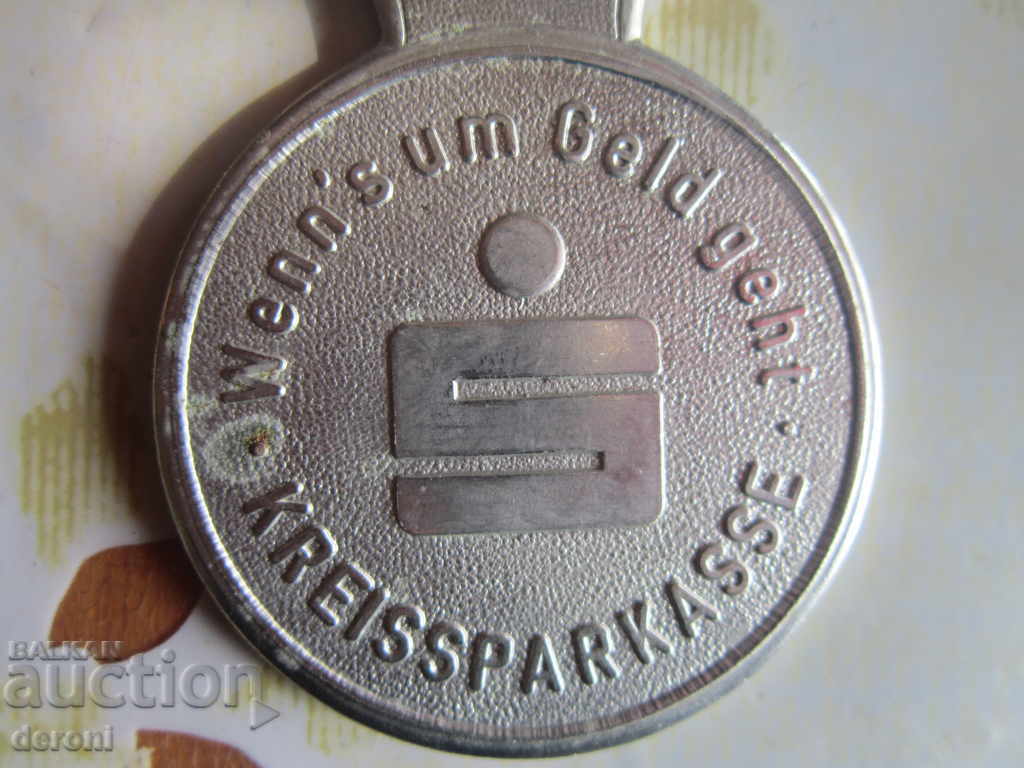 · Wenn's um Geld geht ·
KREISSPARKASSE
BALKAN
auction
deroni